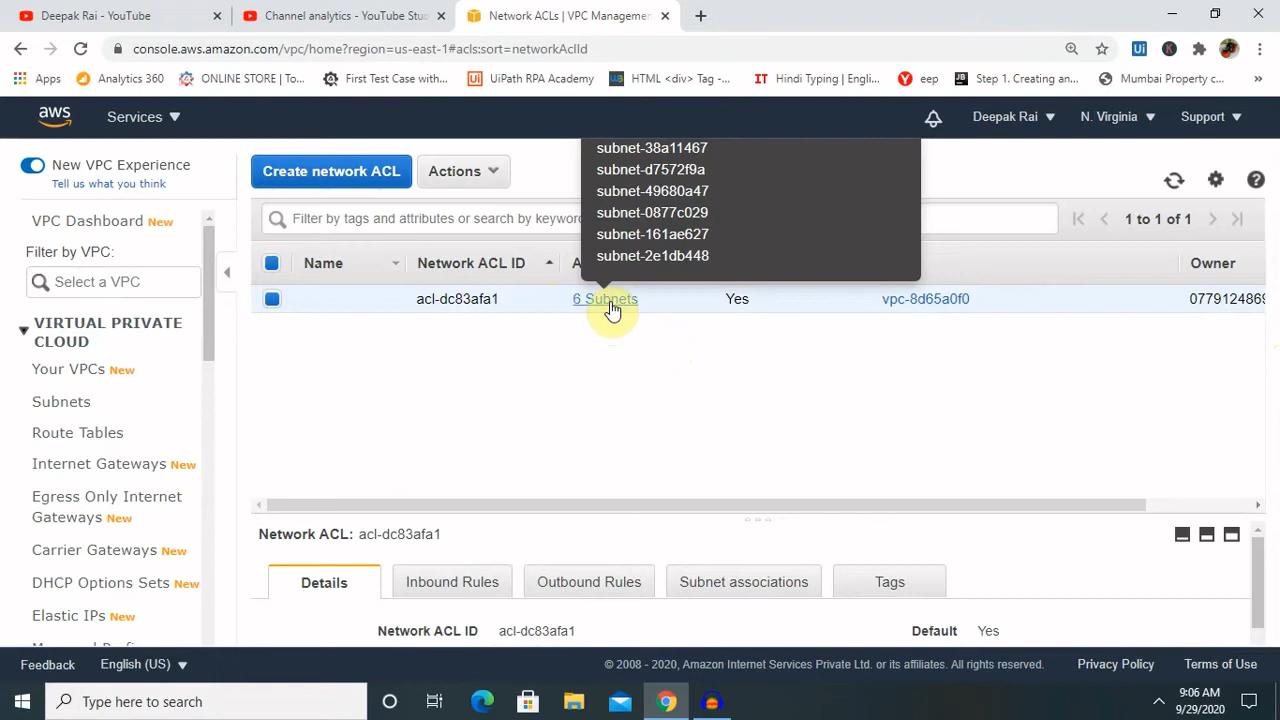 Deepak Rai - YouTube
Channel analytics - YouTube Stu
Network ACLs | VPC Managemen
console.aws.amazon.com/vpc/home?region=us-east-1#acls:sort=networkAclId
Apps
Analytics 360
ONLINE STORE | To...
First Test Case with...
UiPath RPA Academy
HTML <div> Tag -...
Hindi Typing | Engli...
eep
Step 1. Creating an...
Mumbai Property c...
aws
Services
Deepak Rai
N. Virginia
Support
New VPC Experience
Tell us what you think
VPC Dashboard New
Filter by VPC:
Select a VPC
VIRTUAL PRIVATE
CLOUD
Your VPCs New
Subnets
Route Tables
Internet Gateways New
Egress Only Internet
Gateways New
Carrier Gateways New
DHCP Options Sets New
Elastic IPs New
Create network ACL
Actions
subnet-38a11467
subnet-d7572f9a
subnet-49680a47
subnet-0877c029
subnet-161ae627
subnet-2e1db448
Filter by tags and attributes or search by keywo
1 to 1 of 1
Name
Network ACL ID
Owner
acl-dc83afa1
6 Subnets
Yes
vpc-8d65a0f0
0779124869
Network ACL: acl-dc83afa1
Details
Inbound Rules
Outbound Rules
Subnet associations
Tags
Network ACL ID acl-dc83afa1
Default Yes
Feedback
English (US)
© 2008 - 2020, Amazon Internet Services Private Ltd. or its affiliates. All rights reserved.
Privacy Policy
Terms of Use
Type here to search
9:06 AM
9/29/2020